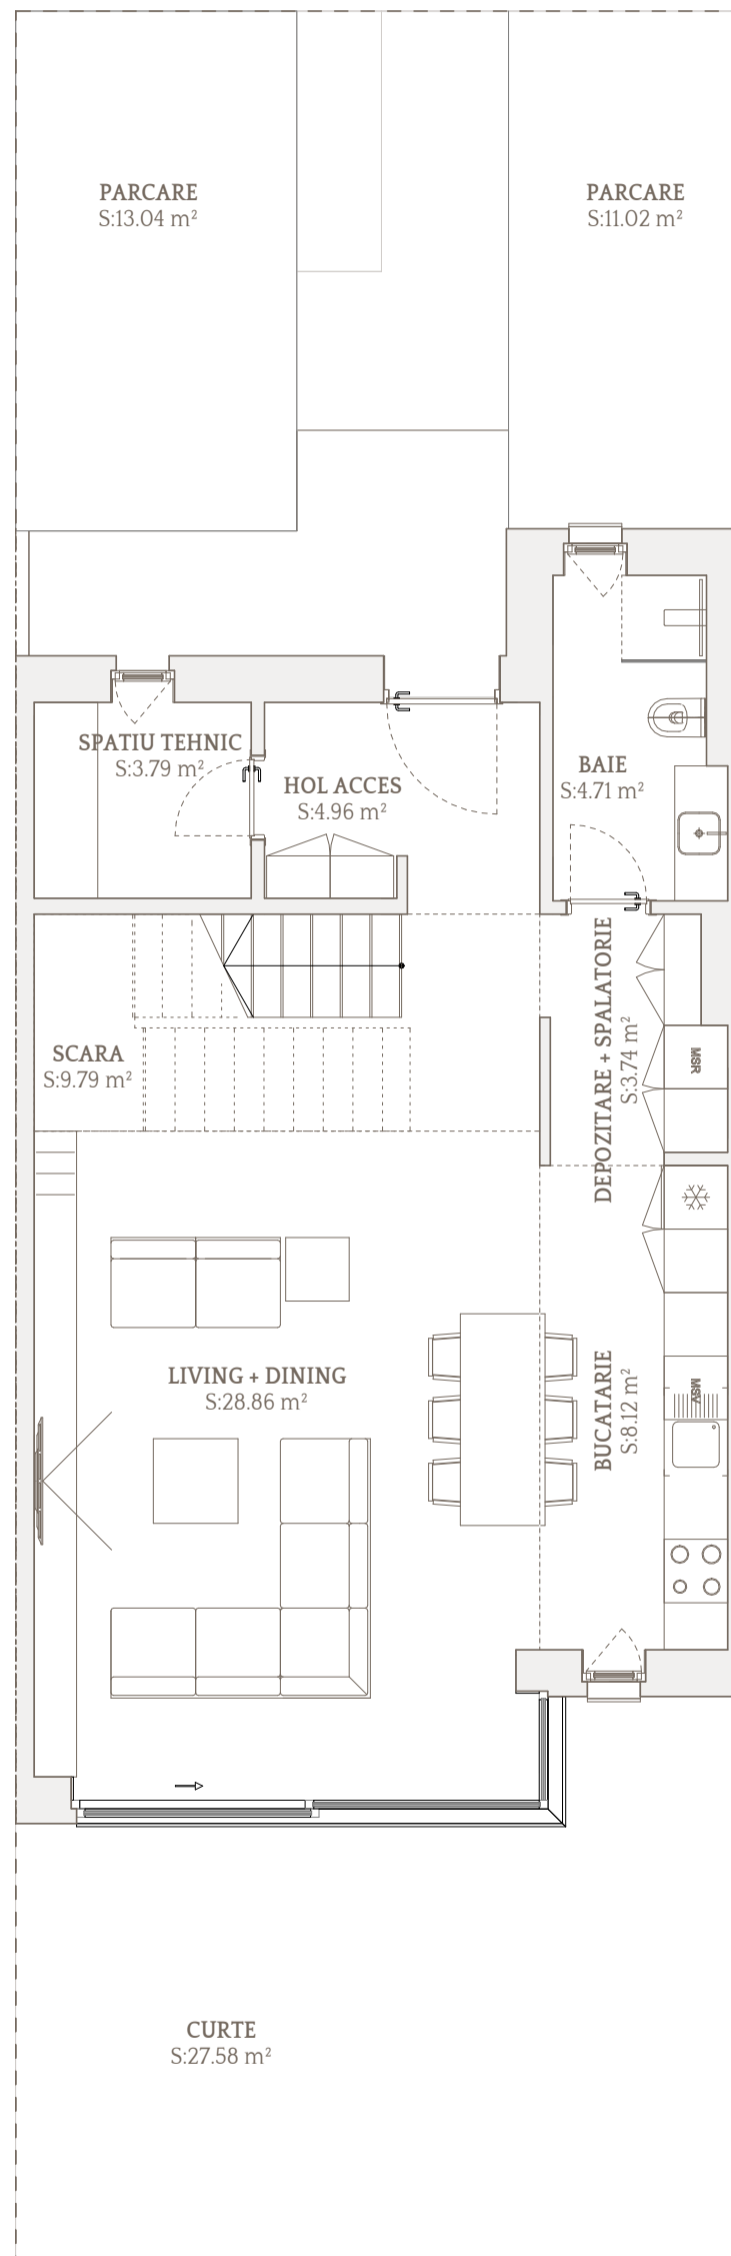 PARCARE
S:13.04 m²
PARCARE
S:11.02 m²
SPATIU TEHNIC
S:3.79 m²
HOL ACCES
S:4.96 m²
BAIE
S:4.71 m²
SCARA
S:9.79 m²
DEPOZITARE + SPALATORIE
S:3.74 m²
MSR
LIVING + DINING
S:28.86 m²
BUCATARIE
S:8.12 m²
MSV
CURTE
S:27.58 m²